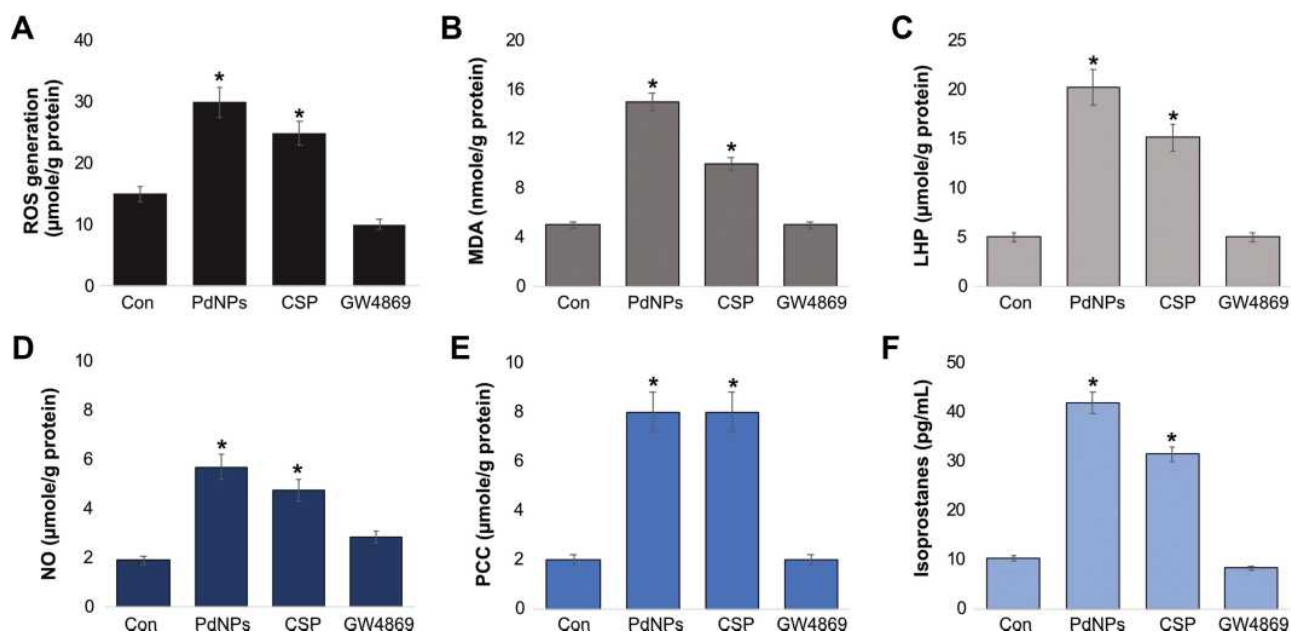 A
ROS generation
(µmole/g protein)
40
30
20
10
0
*
*
Con PdNPs CSP GW4869
B
MDA (nmole/g protein)
20
16
12
8
4
0
*
*
Con PdNPs CSP GW4869
C
LHP (µmole/g protein)
25
20
15
10
5
0
*
*
Con PdNPs CSP GW4869
D
NO (µmole/g protein)
10
8
6
4
2
0
*
*
Con PdNPs CSP GW4869
E
PCC (µmole/g protein)
10
8
6
4
2
0
*
*
Con PdNPs CSP GW4869
F
Isoprostanes (pg/mL)
50
40
30
20
10
0
*
*
Con PdNPs CSP GW4869